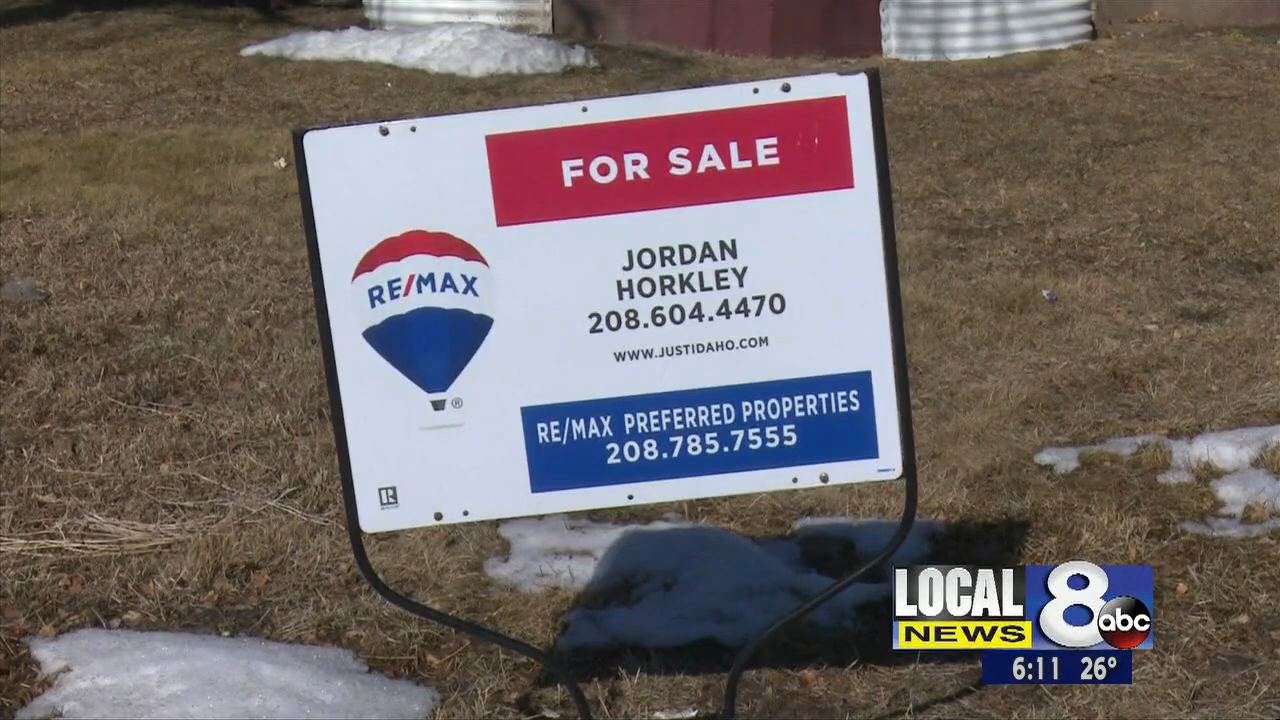 FOR SALE
JORDAN
HORKLEY
208.604.4470
WWW.JUSTIDAHO.COM
RE/MAX
®
RE/MAX PREFERRED PROPERTIES
208.785.7555
R
LOCAL
NEWS
8
abc
6:11 26°